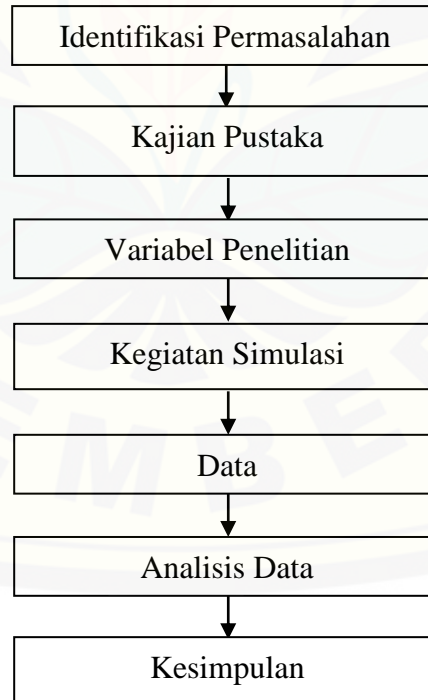 Identifikasi Permasalahan
Kajian Pustaka
Variabel Penelitian
Kegiatan Simulasi
Data
Analisis Data
Kesimpulan